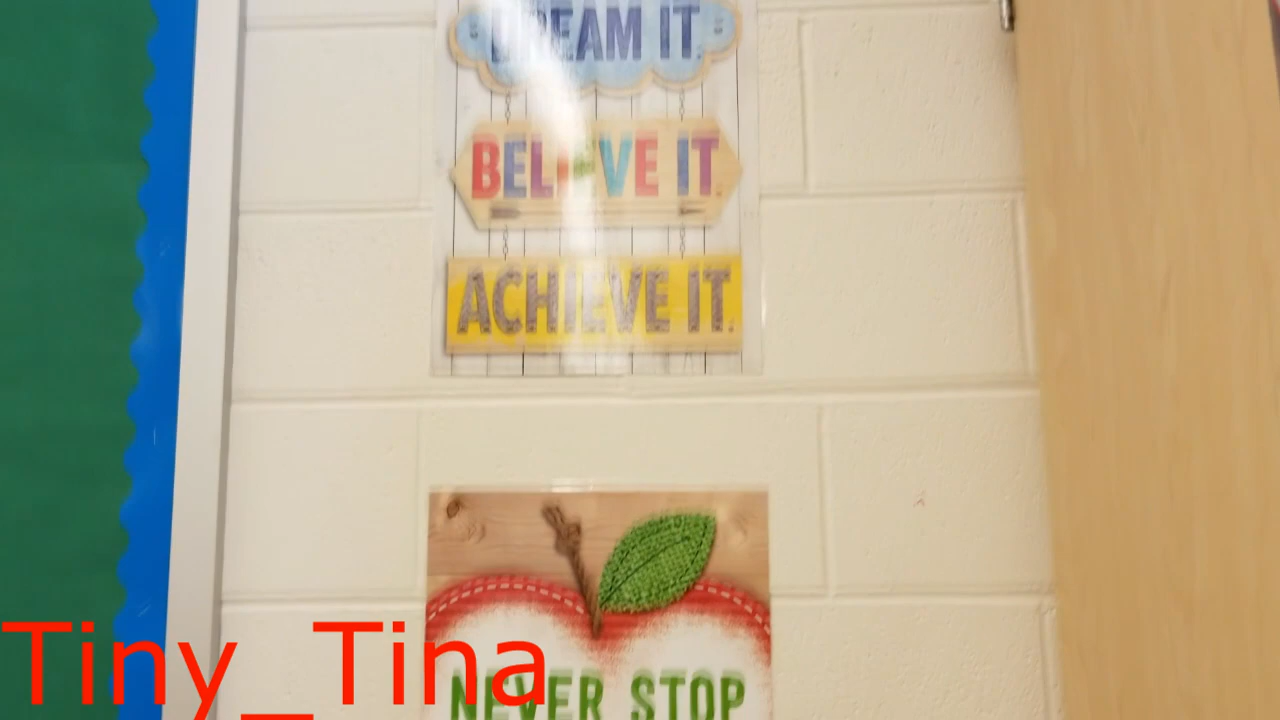 DREAM IT.
BELIEVE IT.
ACHIEVE IT.
Tiny_Tina
NEVER STOP